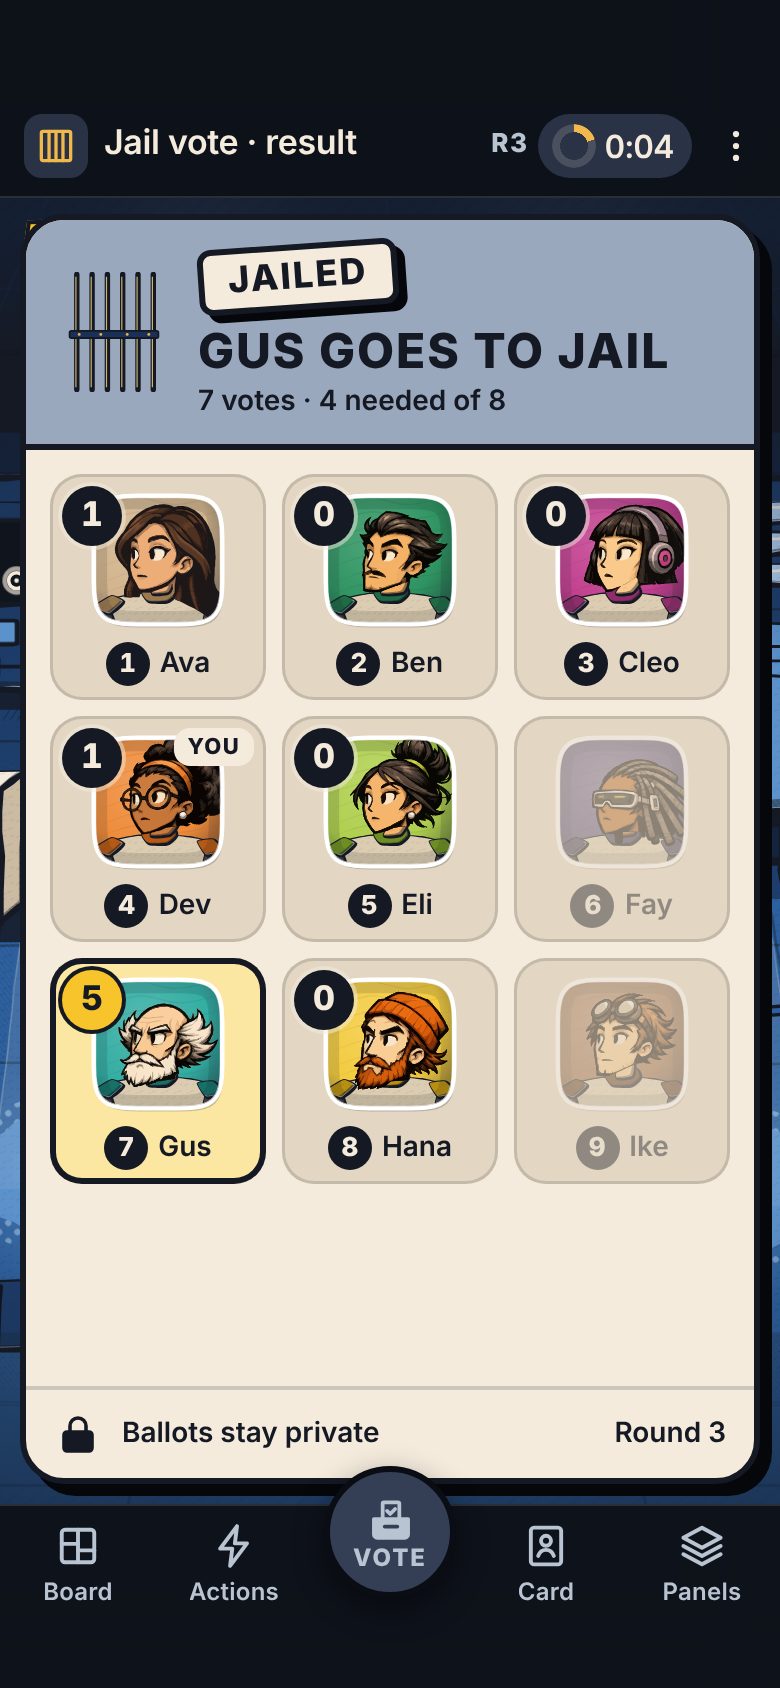 Jail vote · result
R3
0:04
JAILED
GUS GOES TO JAIL
7 votes · 4 needed of 8
1
1 Ava
0
2 Ben
0
3 Cleo
1
YOU
4 Dev
0
5 Eli
6 Fay
5
7 Gus
0
8 Hana
9 Ike
Ballots stay private
Round 3
Board
Actions
VOTE
Card
Panels